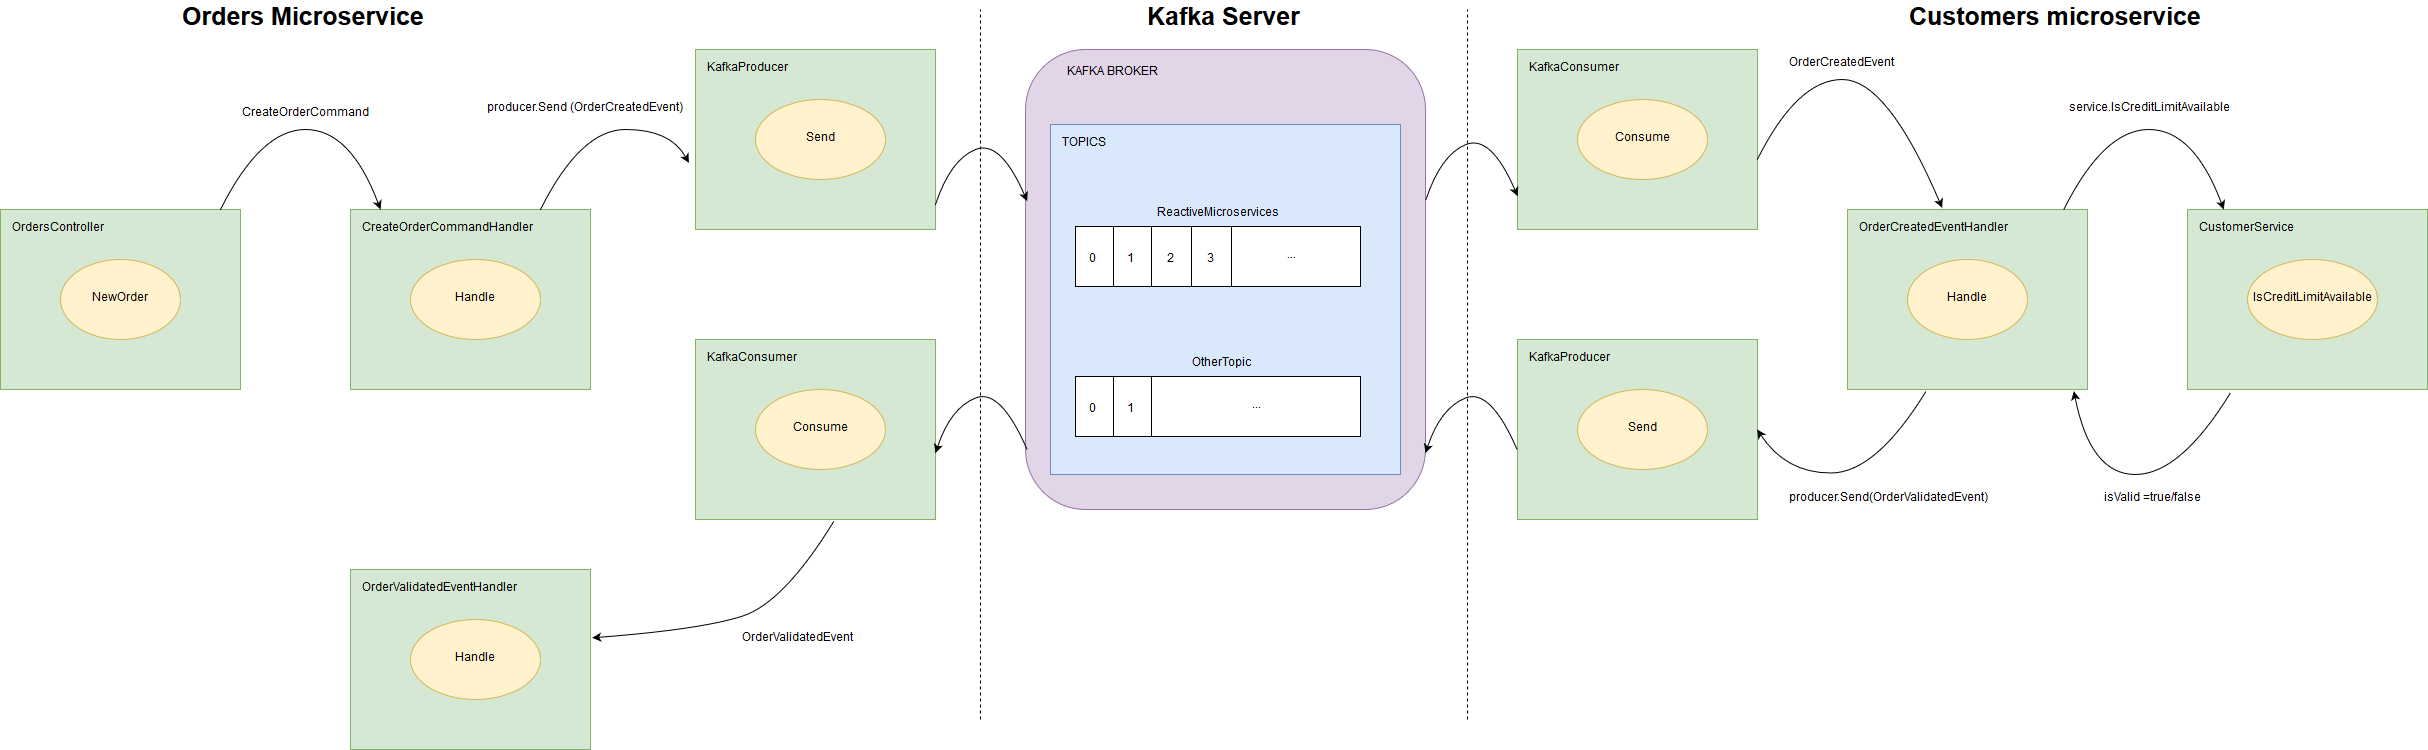 Orders Microservice
Kafka Server
Customers microservice
OrdersController
NewOrder
CreateOrderCommand
CreateOrderCommandHandler
Handle
producer.Send (OrderCreatedEvent)
KafkaProducer
Send
KAFKA BROKER
TOPICS
ReactiveMicroservices
0 1 2 3 ...
OtherTopic
0 1 ...
KafkaConsumer
Consume
OrderCreatedEvent
OrderCreatedEventHandler
Handle
service.IsCreditLimitAvailable
CustomerService
IsCreditLimitAvailable
isValid =true/false
producer.Send(OrderValidatedEvent)
KafkaProducer
Send
KafkaConsumer
Consume
OrderValidatedEvent
OrderValidatedEventHandler
Handle